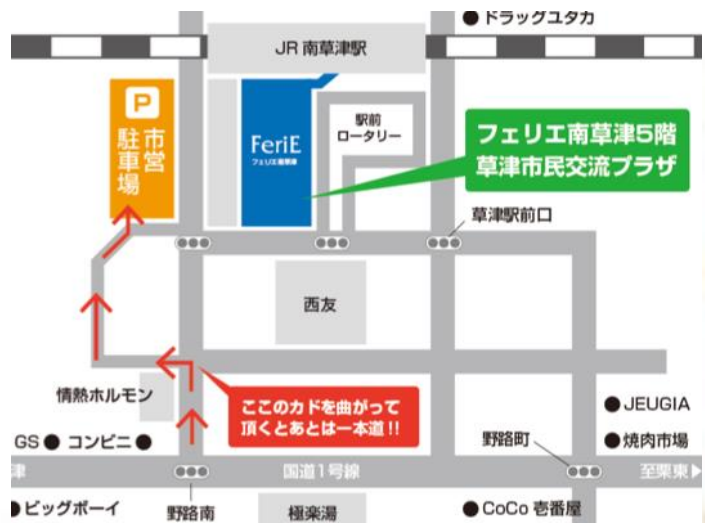 ドラッグユタカ
JR 南草津駅
P
市営
駐車場
FeriE
フェリエ南草津
駅前
ロータリー
フェリエ南草津5階
草津市民交流プラザ
草津駅前口
西友
情熱ホルモン
ここのカドを曲がって
頂くとあとは一本道!!
JEUGIA
GS
コンビニ
野路町
焼肉市場
津
国道1号線
至栗東▶
ビッグボーイ
野路南
極楽湯
CoCo 壱番屋